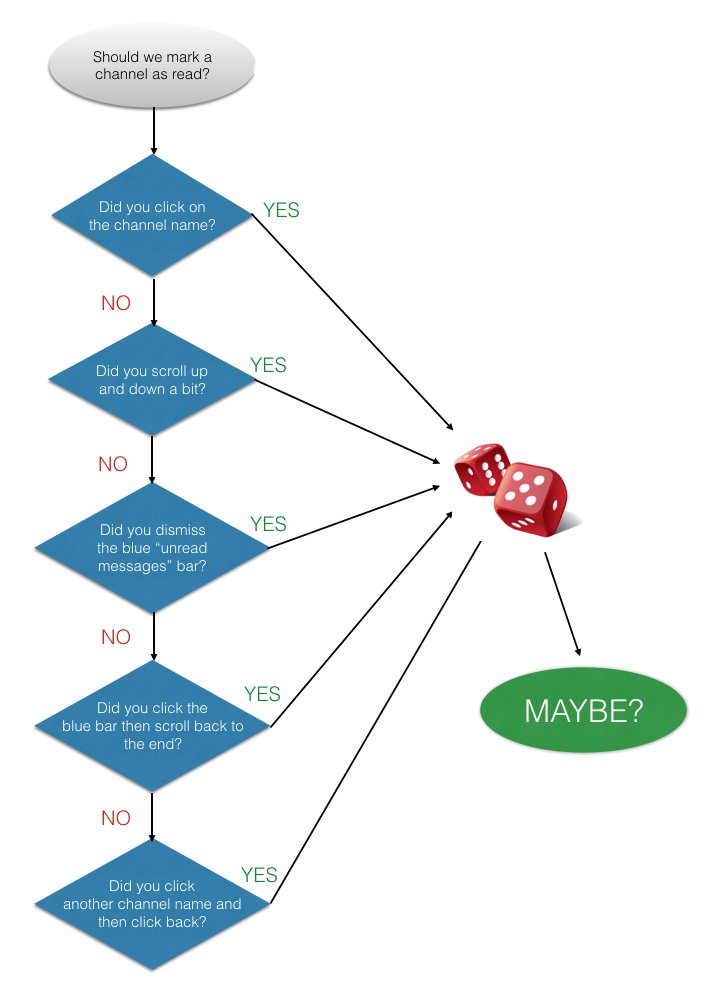 Should we mark a
channel as read?
Did you click on
the channel name?
YES
NO
Did you scroll up
and down a bit?
YES
NO
Did you dismiss
the blue “unread
messages” bar?
YES
NO
Did you click the
blue bar then scroll back to
the end?
YES
NO
Did you click
another channel name and
then click back?
YES
MAYBE?